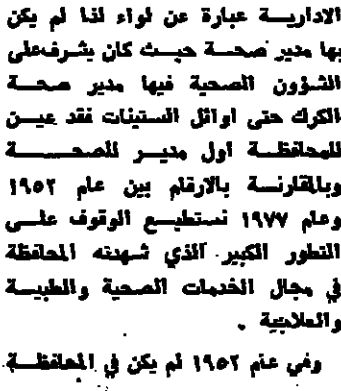 الادارية عبارة عن لواء لذا لم يكن
بها مدير صحة حيث كان يشرف على
الشؤون الصحية فيها مدير صحة
الكرك حتى اوائل الستينات فقد عين
للمحافظة أول مدير للصحة
وبالمقارنة بالارقام بين عام ١٩٥٢
وعام ١٩٧٧ نستطيع الوقوف على
التطور الكبير الذي شهدته المحافظة
في مجال الخدمات الصحية والطبية
والعلاجية .
وفي عام ١٩٥٢ لم يكن في المحافظة